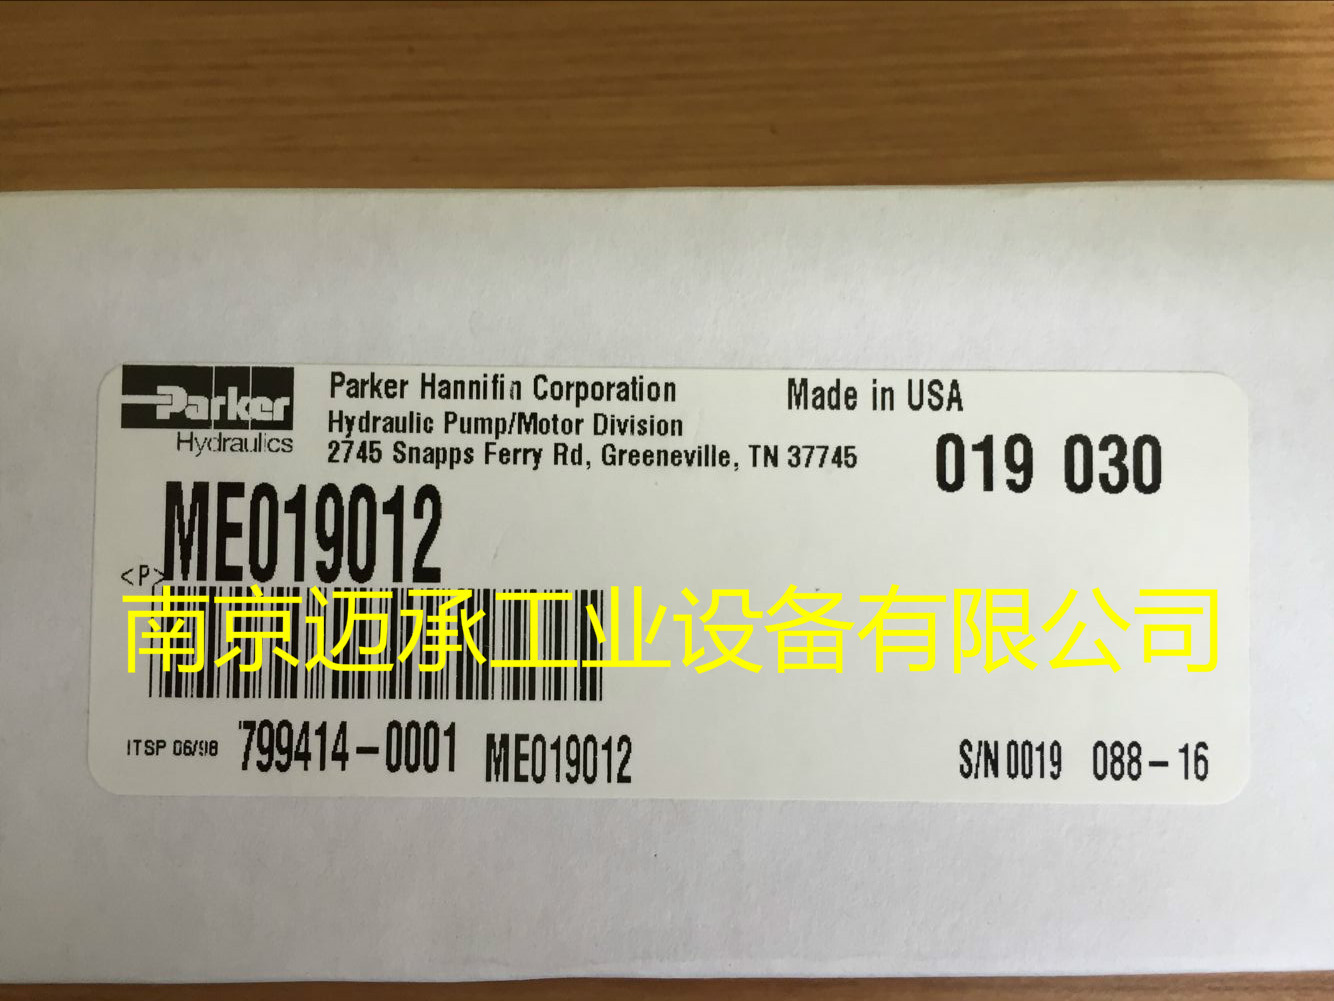 Parker
Hydraulics
Parker Hannifin Corporation
Hydraulic Pump/Motor Division
2745 Snapps Ferry Rd, Greeneville, TN 37745
Made in USA
019 030
ME019012
<P>
南京迈承工业设备有限公司
ITSP 06/98 799414-0001 ME019012
S/N 0019 088-16